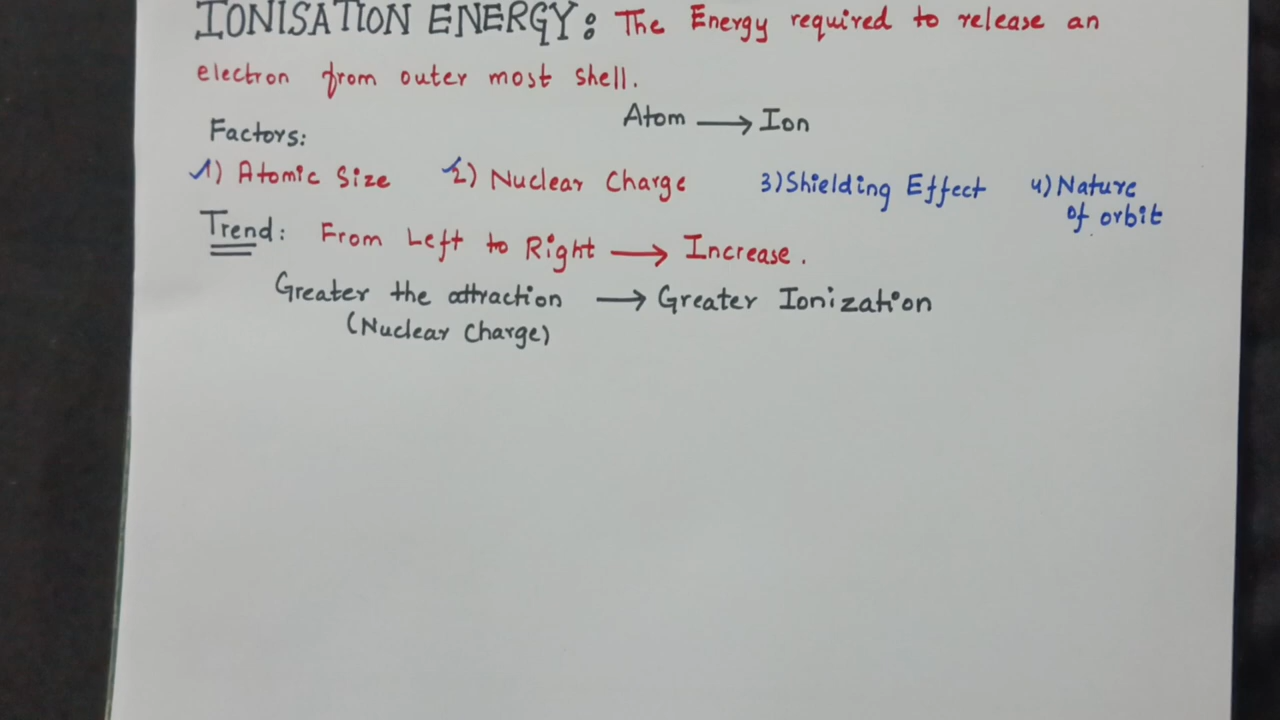 IONISATION ENERGY: The Energy required to release an
electron from outer most shell.
Atom → Ion
Factors:
1) Atomic Size 2) Nuclear Charge 3) Shielding Effect 4) Nature
of orbit
Trend: From Left to Right → Increase.
Greater the attraction → Greater Ionization
(Nuclear Charge)